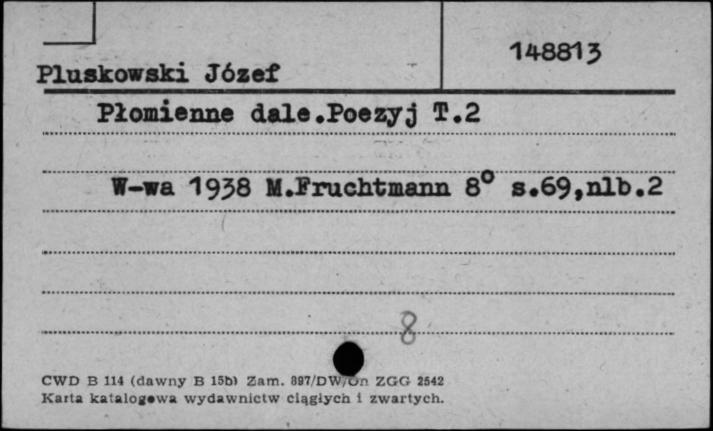 148813
Pluskowski Józef
Płomienne dale.Poezyj T.2
W-wa 1938 M.Fruchtmann 8° s.69,nlb.2
8
CWD B 114 (dawny B 15b) Zam. 897/DW/Dn ZGG 2542
Karta katalogowa wydawnictw ciągłych i zwartych.